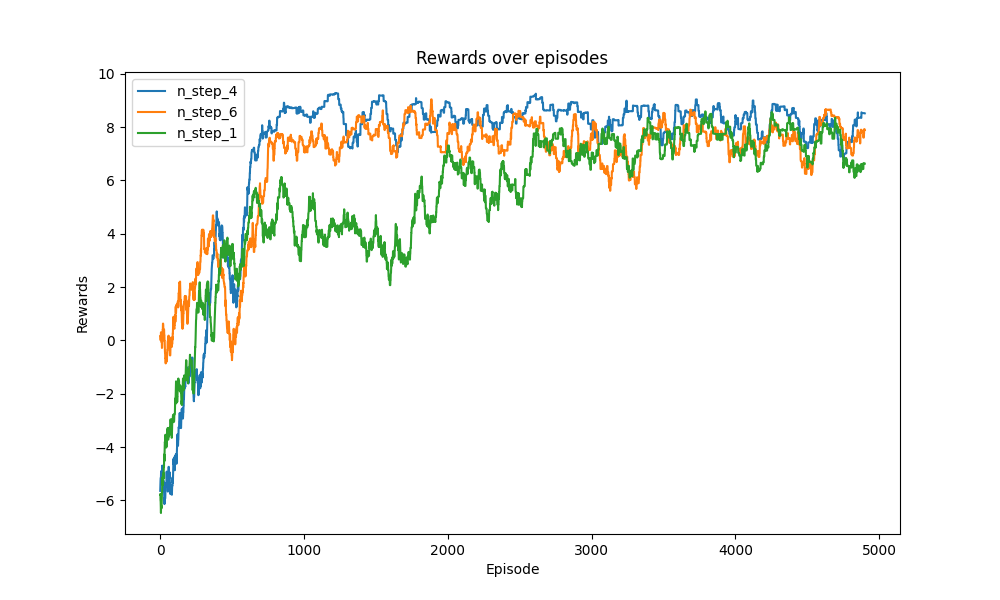 Rewards over episodes
n_step_4
n_step_6
n_step_1
Rewards
10
8
6
4
2
0
−2
−4
−6
0 1000 2000 3000 4000 5000
Episode